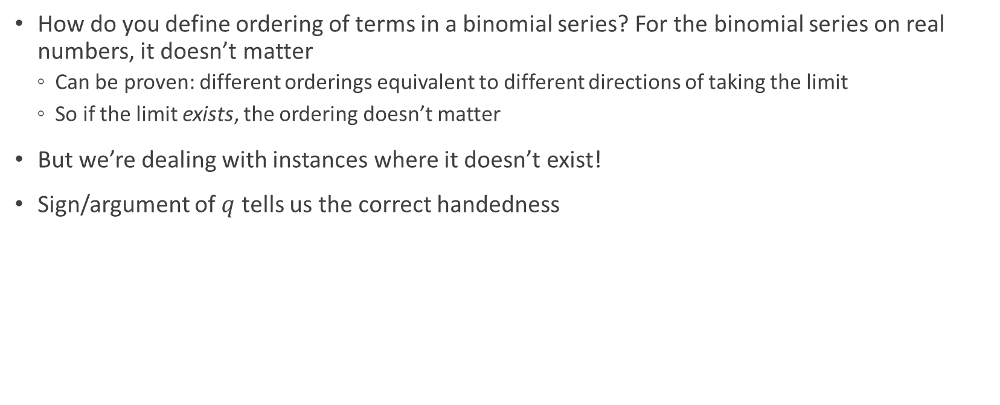 • How do you define ordering of terms in a binomial series? For the binomial series on real
numbers, it doesn’t matter
◦ Can be proven: different orderings equivalent to different directions of taking the limit
◦ So if the limit exists, the ordering doesn’t matter
• But we’re dealing with instances where it doesn’t exist!
• Sign/argument of q tells us the correct handedness